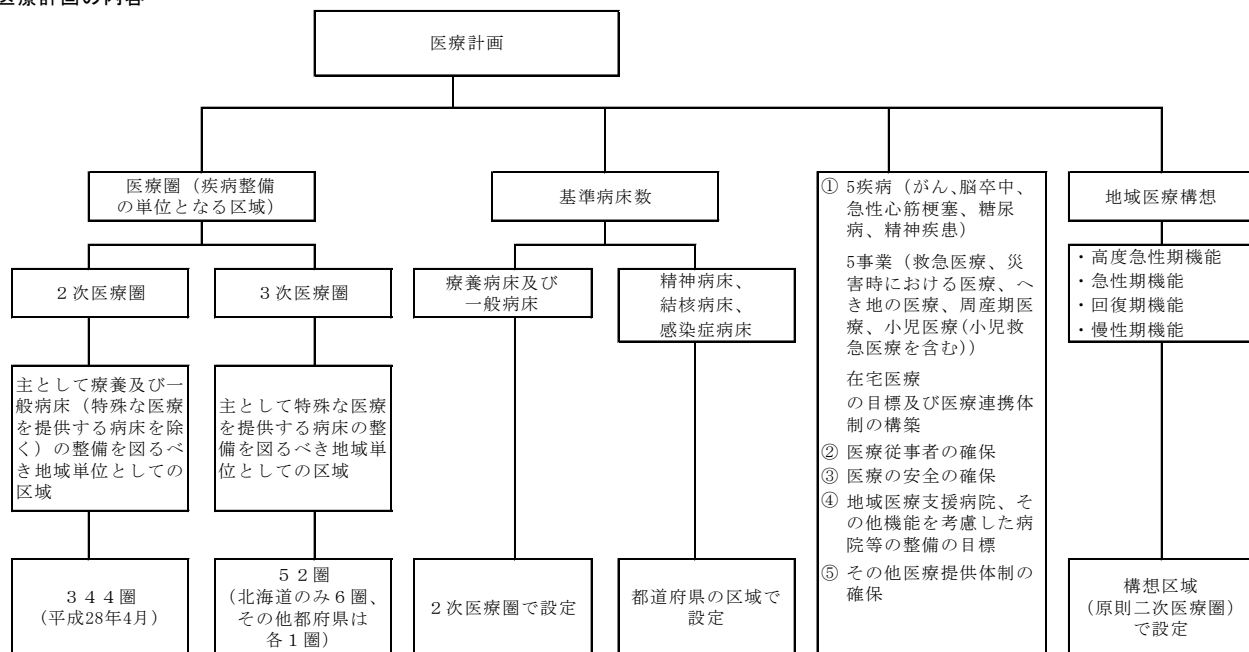 医療計画の内容
医療計画
医療圏（疾病整備
の単位となる区域）
２次医療圏
主として療養及び一
般病床（特殊な医療
を提供する病床を除
く）の整備を図るべ
き地域単位としての
区域
３４４圏
(平成28年4月)
３次医療圏
主として特殊な医療
を提供する病床の整
備を図るべき地域単
位としての区域
５２圏
(北海道のみ６圏、
その他都府県は
各１圏)
基準病床数
療養病床及び
一般病床
２次医療圏で設定
精神病床、
結核病床、
感染症病床
都道府県の区域で
設定
① 5疾病（がん、脳卒中、
急性心筋梗塞、糖尿
病、精神疾患）
5事業（救急医療、災
害時における医療、へ
き地の医療、周産期医
療、小児医療(小児救
急医療を含む)）
在宅医療
の目標及び医療連携体
制の構築
② 医療従事者の確保
③ 医療の安全の確保
④ 地域医療支援病院、そ
の他機能を考慮した病
院等の整備の目標
⑤ その他医療提供体制の
確保
地域医療構想
・高度急性期機能
・急性期機能
・回復期機能
・慢性期機能
構想区域
(原則二次医療圏)
で設定